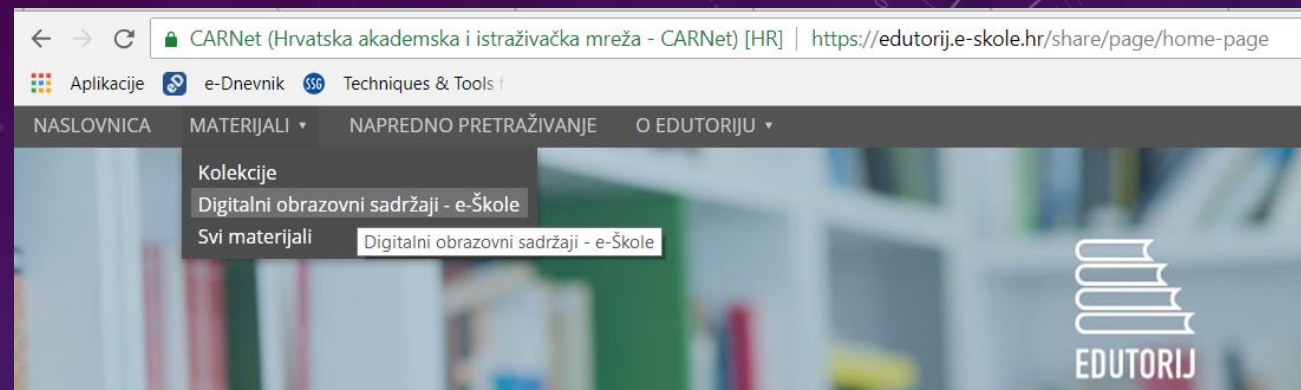 CARNet (Hrvatska akademska i istraživačka mreža - CARNet) [HR] | https://edutorij.e-skole.hr/share/page/home-page
Aplikacije e-Dnevnik SSG Techniques & Tools f
NASLOVNICA MATERIJALI NAPREDNO PRETRAŽIVANJE O EDUTORIJU
Kolekcije
Digitalni obrazovni sadržaji - e-Škole
Svi materijali
Digitalni obrazovni sadržaji - e-Škole
EDUTORIJ